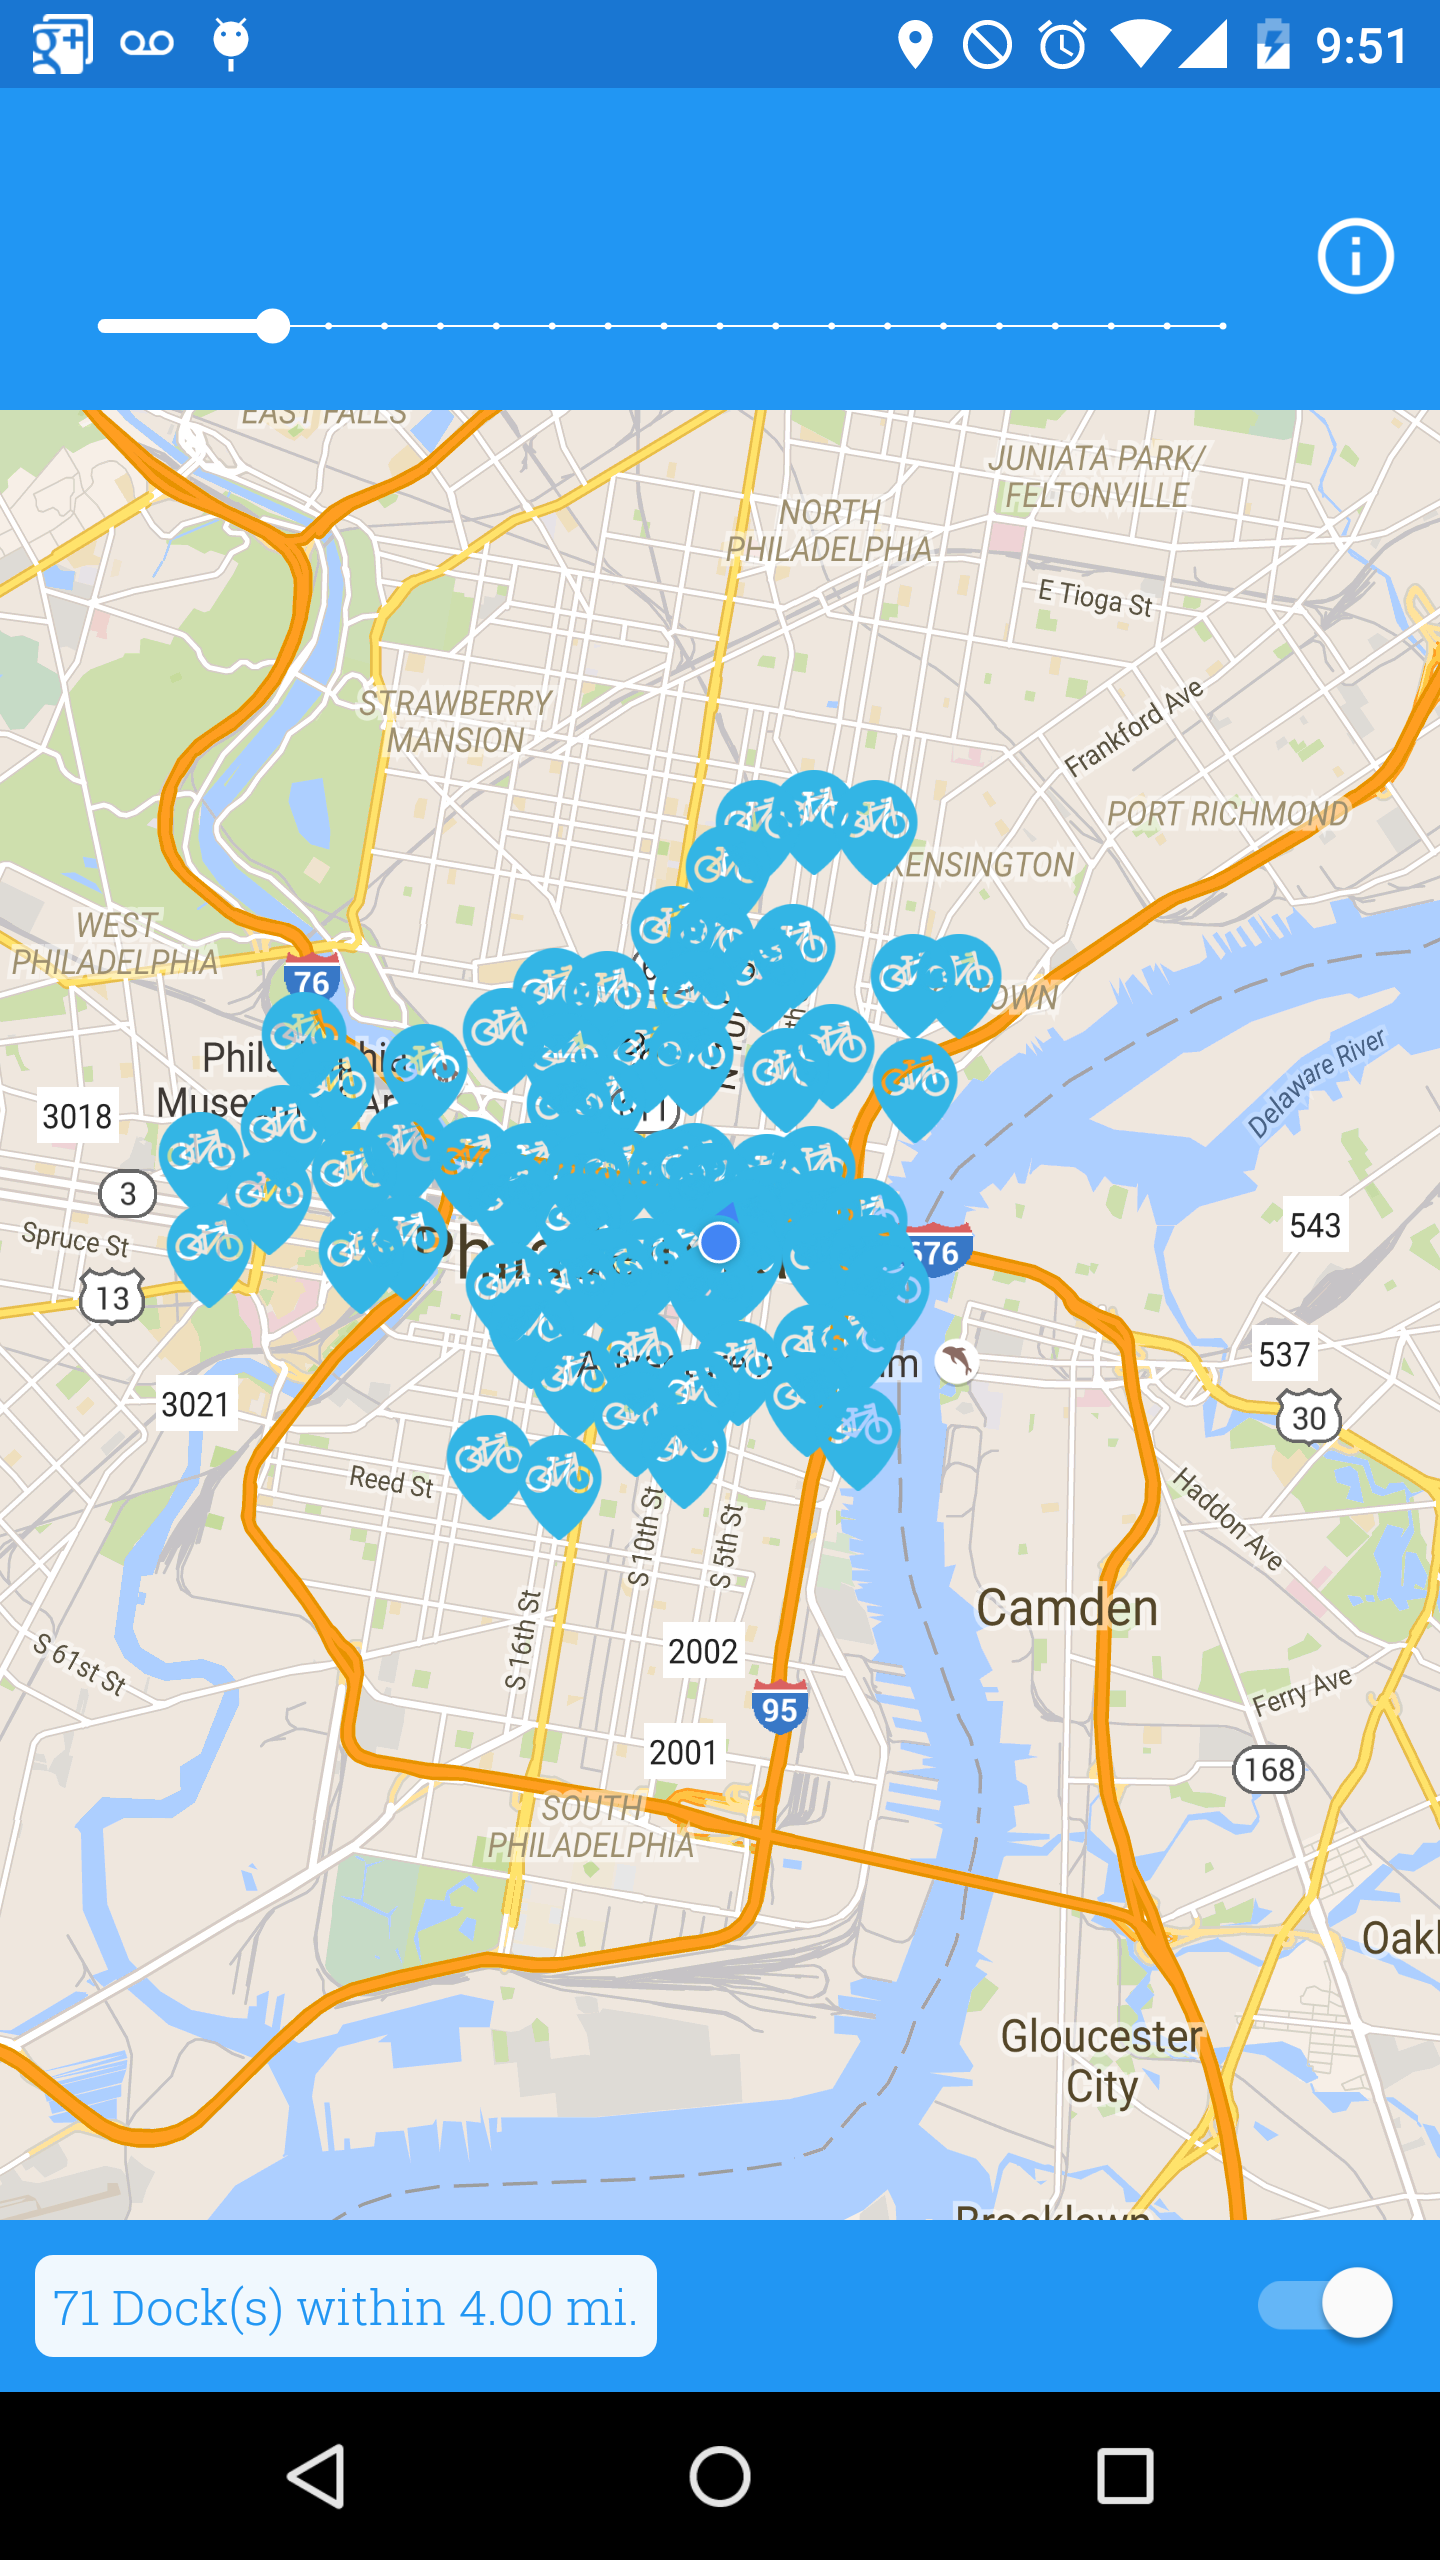 9:51
EAST FALLS
JUNIATA PARK/
FELTONVILLE
NORTH
PHILADELPHIA
E Tioga St
STRAWBERRY
MANSION
Frankford Ave
PORT RICHMOND
KENSINGTON
WEST
PHILADELPHIA
76
TOWN
Delaware River
3018
3
Spruce St
13
543
676
537
3021
30
Reed St
S 10th St
S 5th St
Haddon Ave
Camden
S 16th St
S 61st St
2002
Ferry Ave
95
2001
168
SOUTH
PHILADELPHIA
Oakl
Gloucester
City
Brooklawn
71 Dock(s) within 4.00 mi.